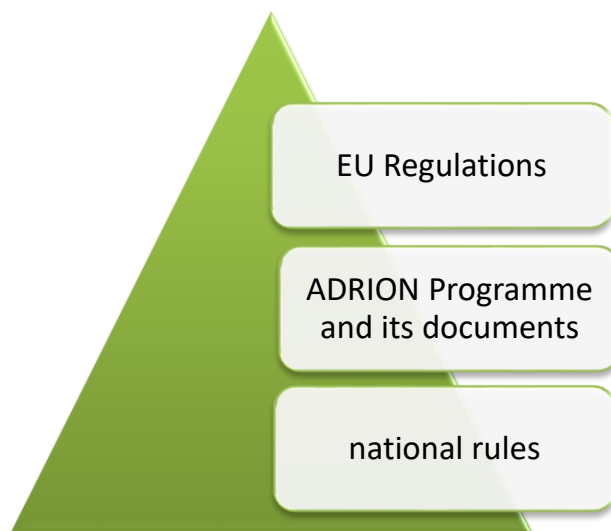 EU Regulations
ADRION Programme
and its documents
national rules